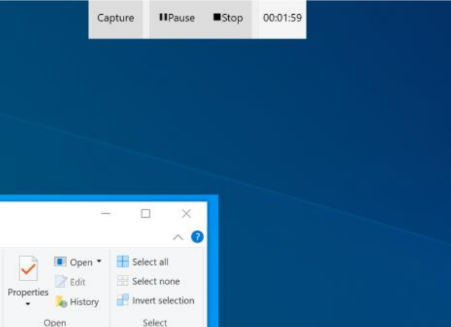 Capture Pause Stop 00:01:59
?
Open Select all
Edit Select none
Properties History Invert selection
Open Select